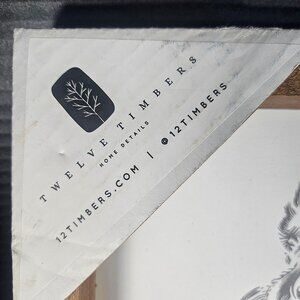 TWELVE TIMBERS
HOME DETAILS
12TIMBERS.COM | @12TIMBERS